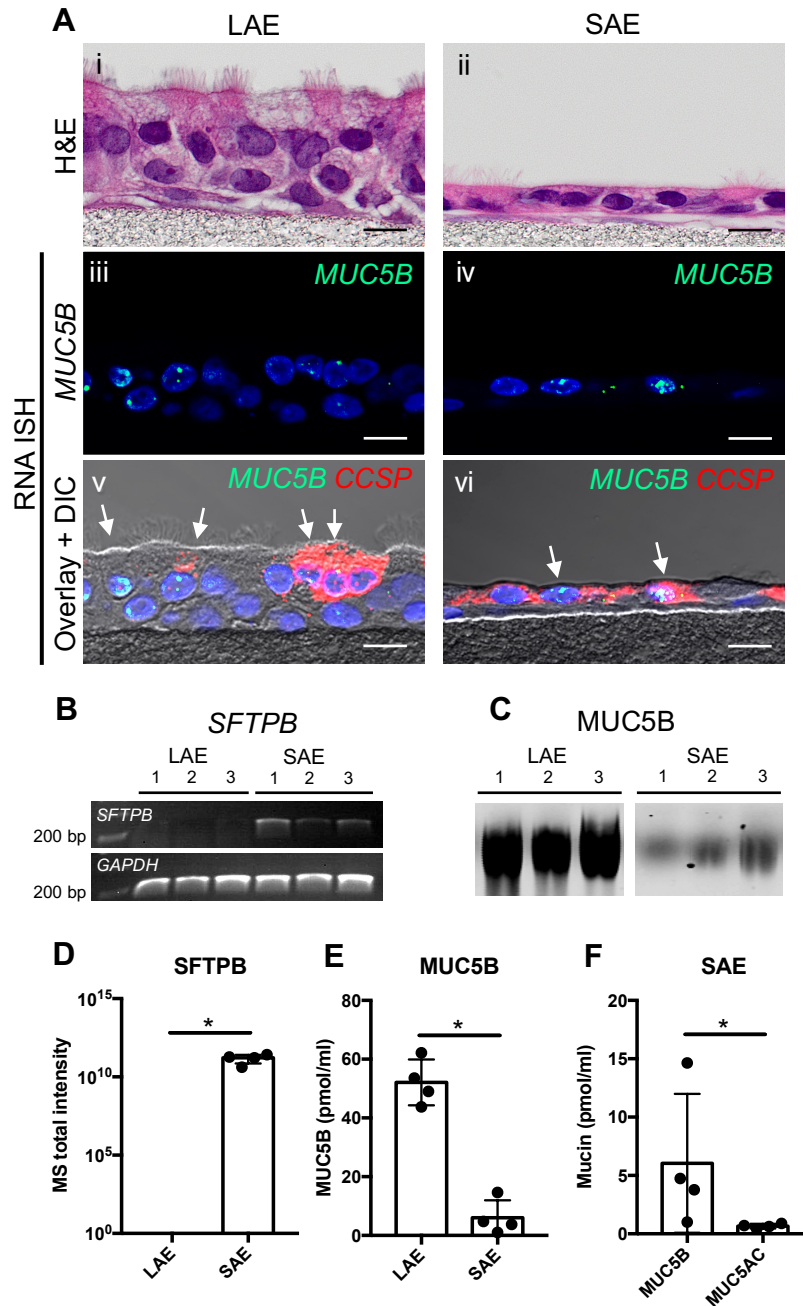 A
LAE SAE
H&E
i ii
RNA ISH
MUC5B
iii MUC5B iv MUC5B
Overlay + DIC
v MUC5B CCSP vi MUC5B CCSP
B SFTPB
LAE SAE
1 2 3 1 2 3
SFTPB
200 bp
GAPDH
200 bp
C MUC5B
LAE SAE
1 2 3 1 2 3
D SFTPB
MS total intensity
10^15
10^10
10^5
10^0
*
LAE SAE
E MUC5B
MUC5B (pmol/ml)
80
60
40
20
0
*
LAE SAE
F SAE
Mucin (pmol/ml)
20
15
10
5
0
*
MUC5B MUC5AC